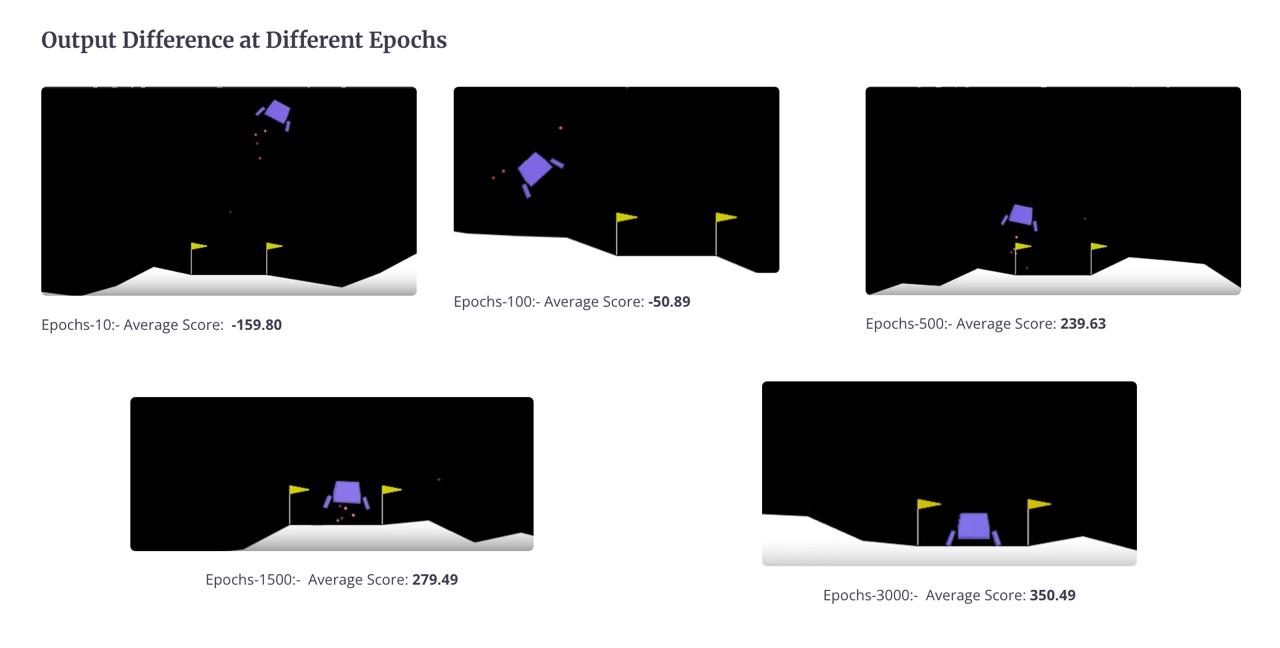 Output Difference at Different Epochs
Epochs-10:- Average Score:  -159.80
Epochs-100:- Average Score: -50.89
Epochs-500:- Average Score: 239.63
Epochs-1500:-  Average Score: 279.49
Epochs-3000:-  Average Score: 350.49